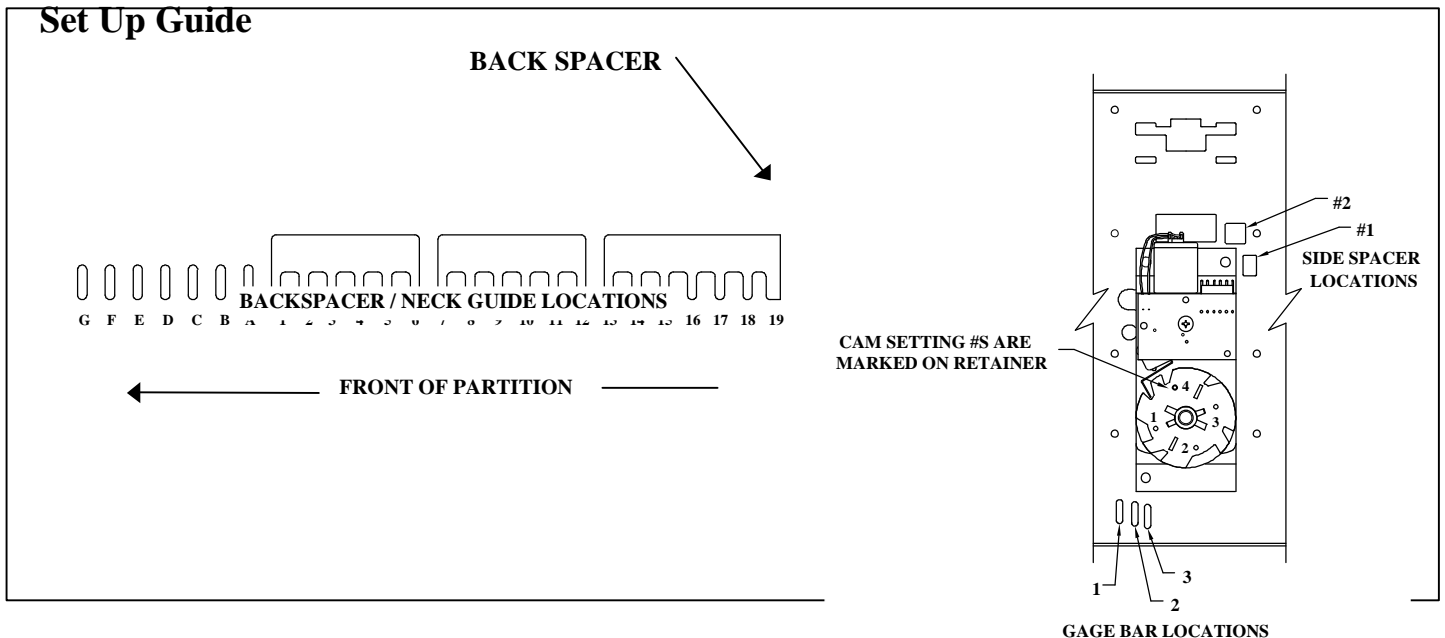 Set Up Guide
BACK SPACER
BACKSPACER / NECK GUIDE LOCATIONS
G F E D C B A 1 2 3 4 5 6 7 8 9 10 11 12 13 14 15 16 17 18 19
FRONT OF PARTITION
#2
#1
SIDE SPACER
LOCATIONS
CAM SETTING #S ARE
MARKED ON RETAINER
4
1
3
2
1
2
3
GAGE BAR LOCATIONS